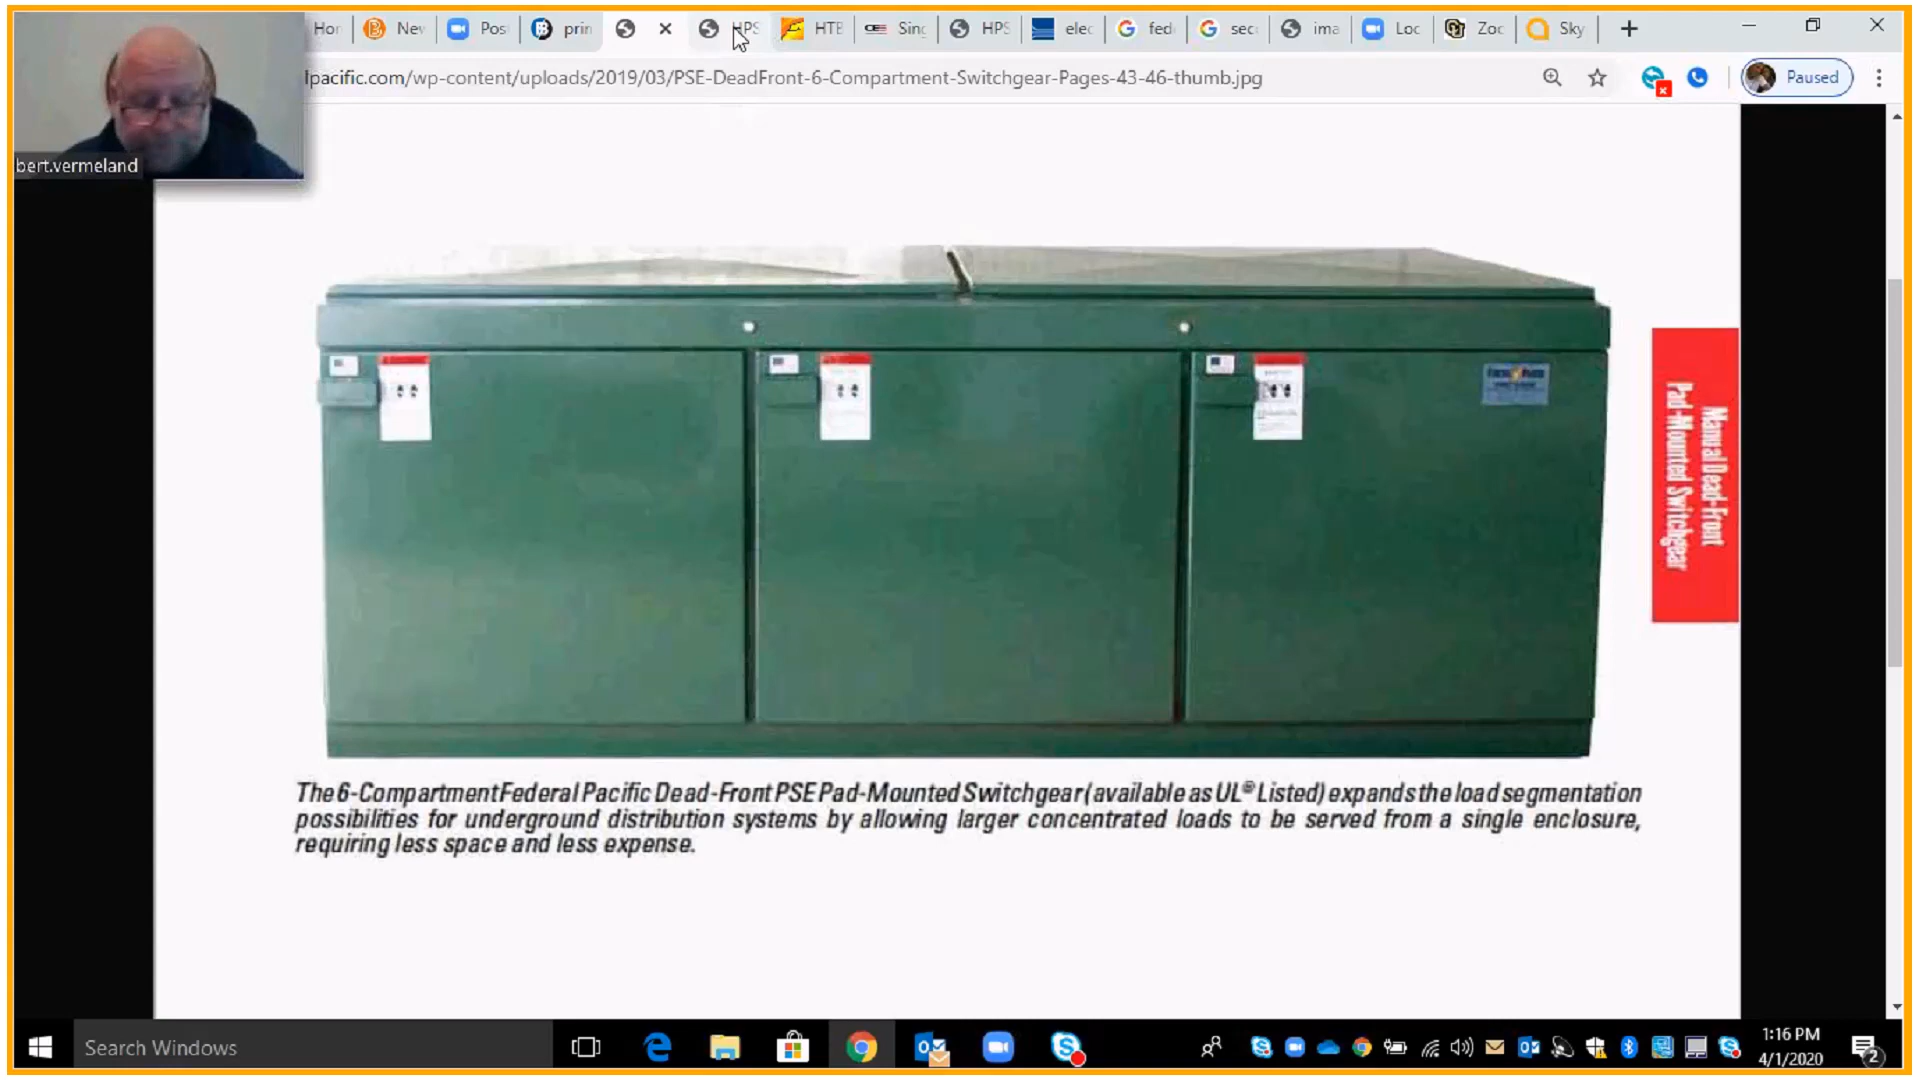 Hor
New
Pos
prin
HPS
HTE
Sing
HPS
elec
fed
sec
ima
Loc
Zoc
Sky
lpacific.com/wp-content/uploads/2019/03/PSE-DeadFront-6-Compartment-Switchgear-Pages-43-46-thumb.jpg
Paused
bert.vermeland
Manual Dead-Front
Pad-Mounted Switchgear
The 6-Compartment Federal Pacific Dead-Front PSE Pad-Mounted Switchgear (available as UL® Listed) expands the load segmentation
possibilities for underground distribution systems by allowing larger concentrated loads to be served from a single enclosure,
requiring less space and less expense.
Search Windows
1:16 PM
4/1/2020
2